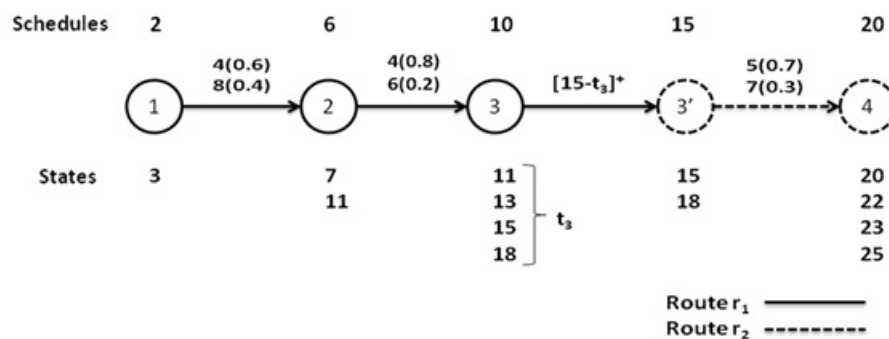 Schedules 2 6 10 15 20
4(0.6) 4(0.8) 5(0.7)
8(0.4) 6(0.2) [15-t₃]⁺ 7(0.3)
1 2 3 3' 4
States 3 7 11 15 20
11 13 18 22
15 t₃ 23
18 25
Route r₁
Route r₂